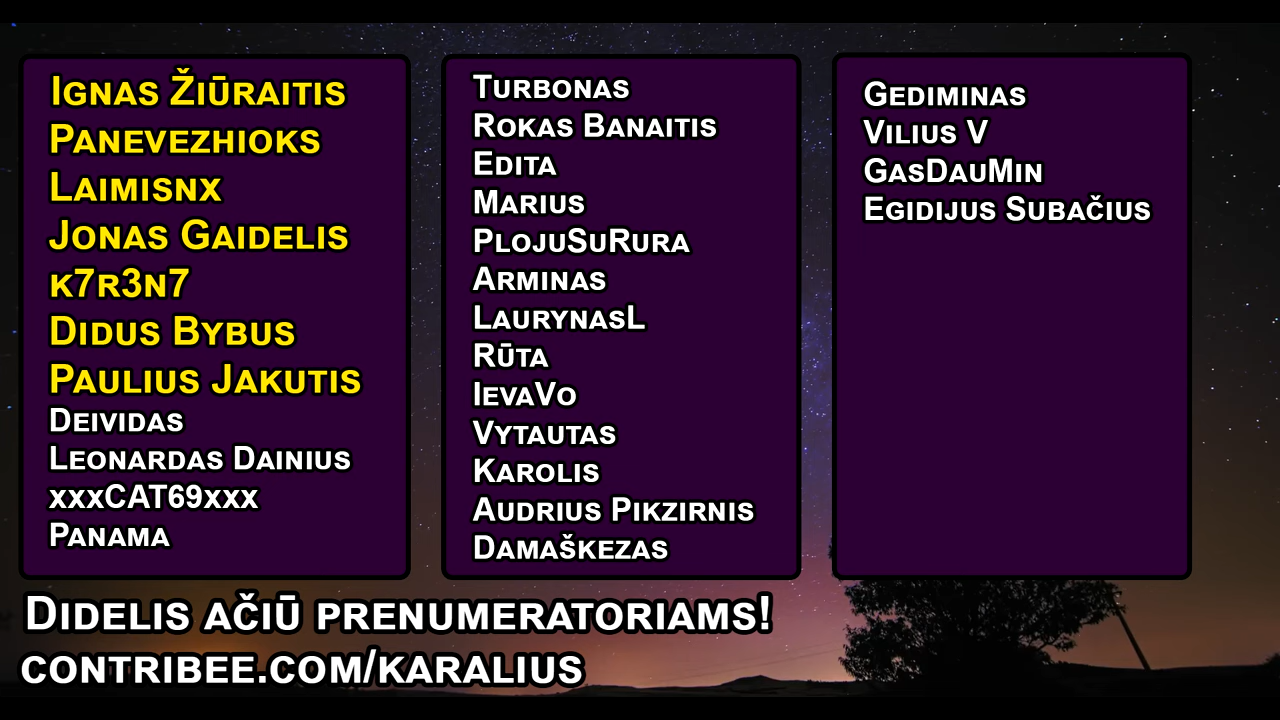 Ignas Žiūraitis
Panevezhioks
Laimisnx
Jonas Gaidelis
k7r3n7
Didus Bybus
Paulius Jakutis
Deividas
Leonardas Dainius
xxxCAT69xxx
Panama
Turbonas
Rokas Banaitis
Edita
Marius
PlojuSuRura
Arminas
LaurynasL
Rūta
IevaVo
Vytautas
Karolis
Audrius Pikzirnis
Damaškezas
Gediminas
Vilius V
GasDauMin
Egidijus Subačius
Didelis ačiū prenumeratoriams!
contribee.com/karalius